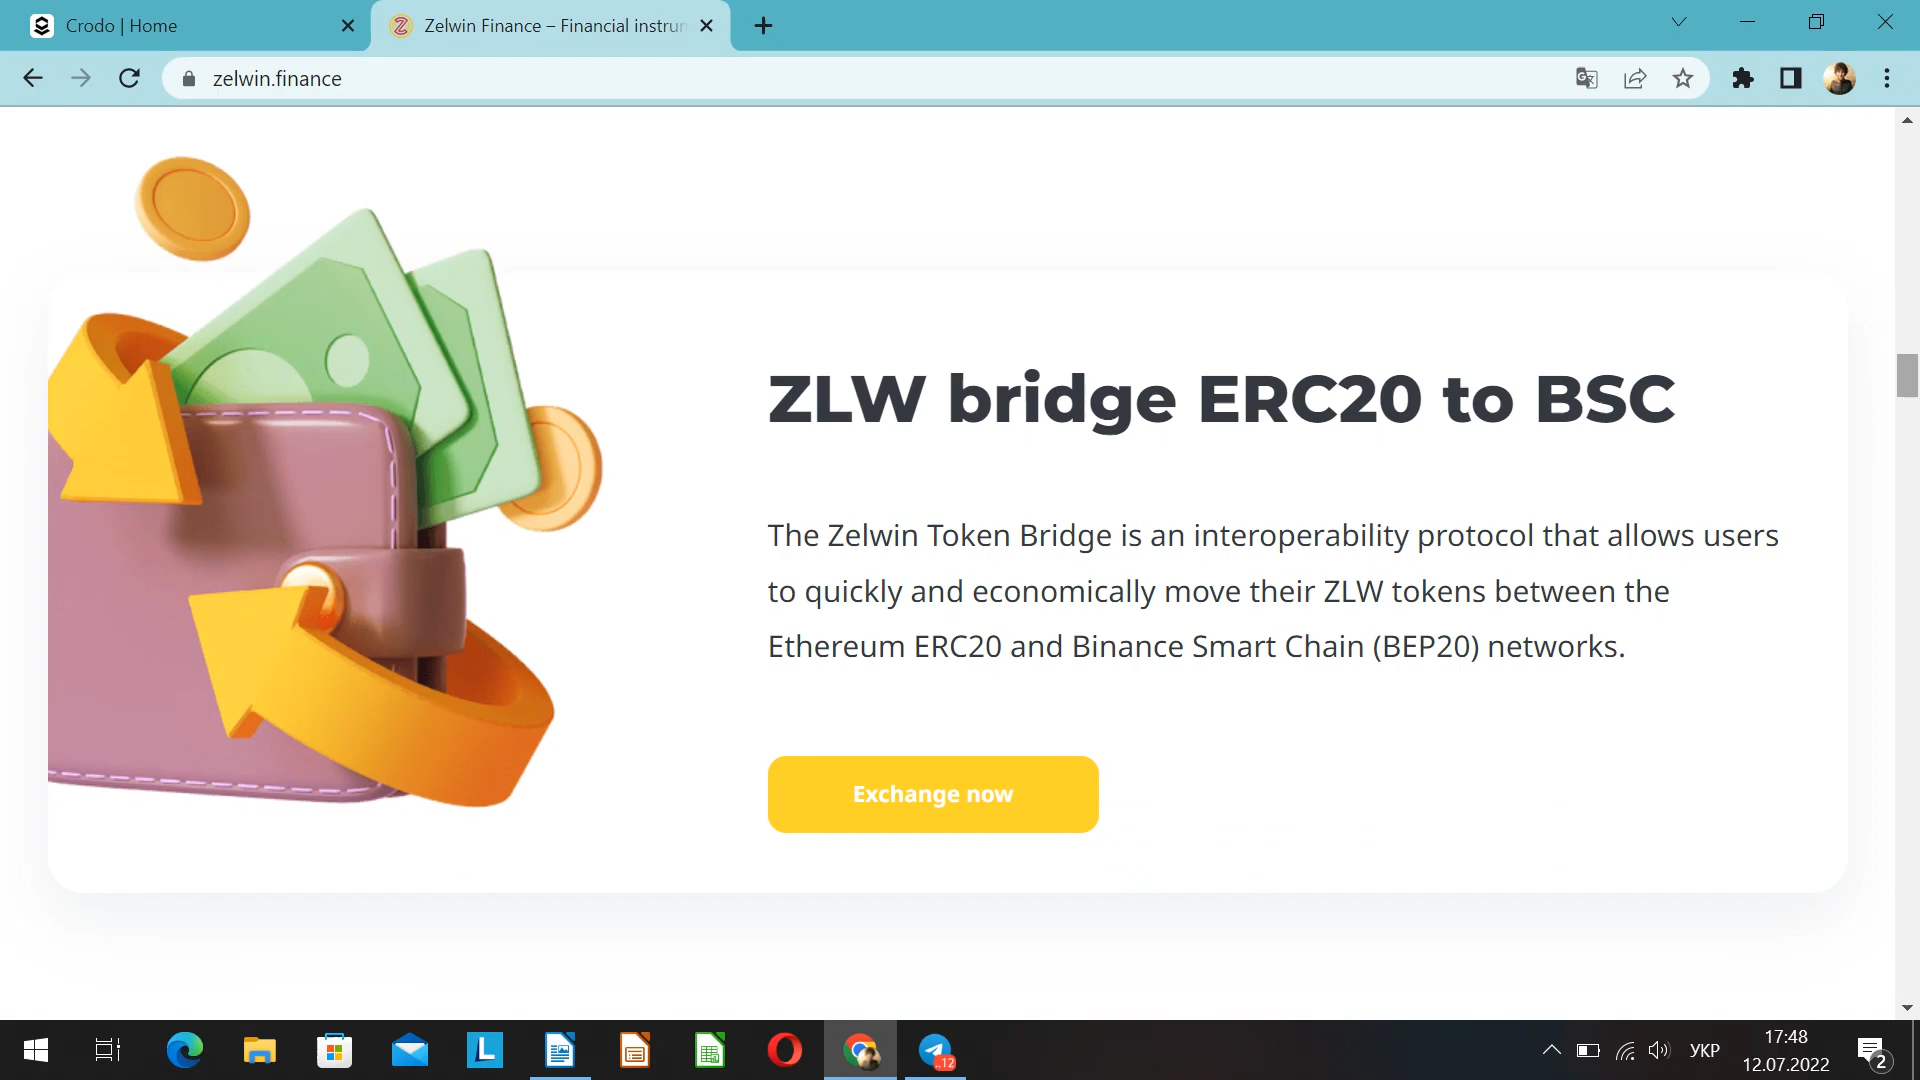 Crodo | Home
Zelwin Finance – Financial instrum
zelwin.finance
ZLW bridge ERC20 to BSC
The Zelwin Token Bridge is an interoperability protocol that allows users
to quickly and economically move their ZLW tokens between the
Ethereum ERC20 and Binance Smart Chain (BEP20) networks.
Exchange now
L
..12
УКР
17:48
12.07.2022
2